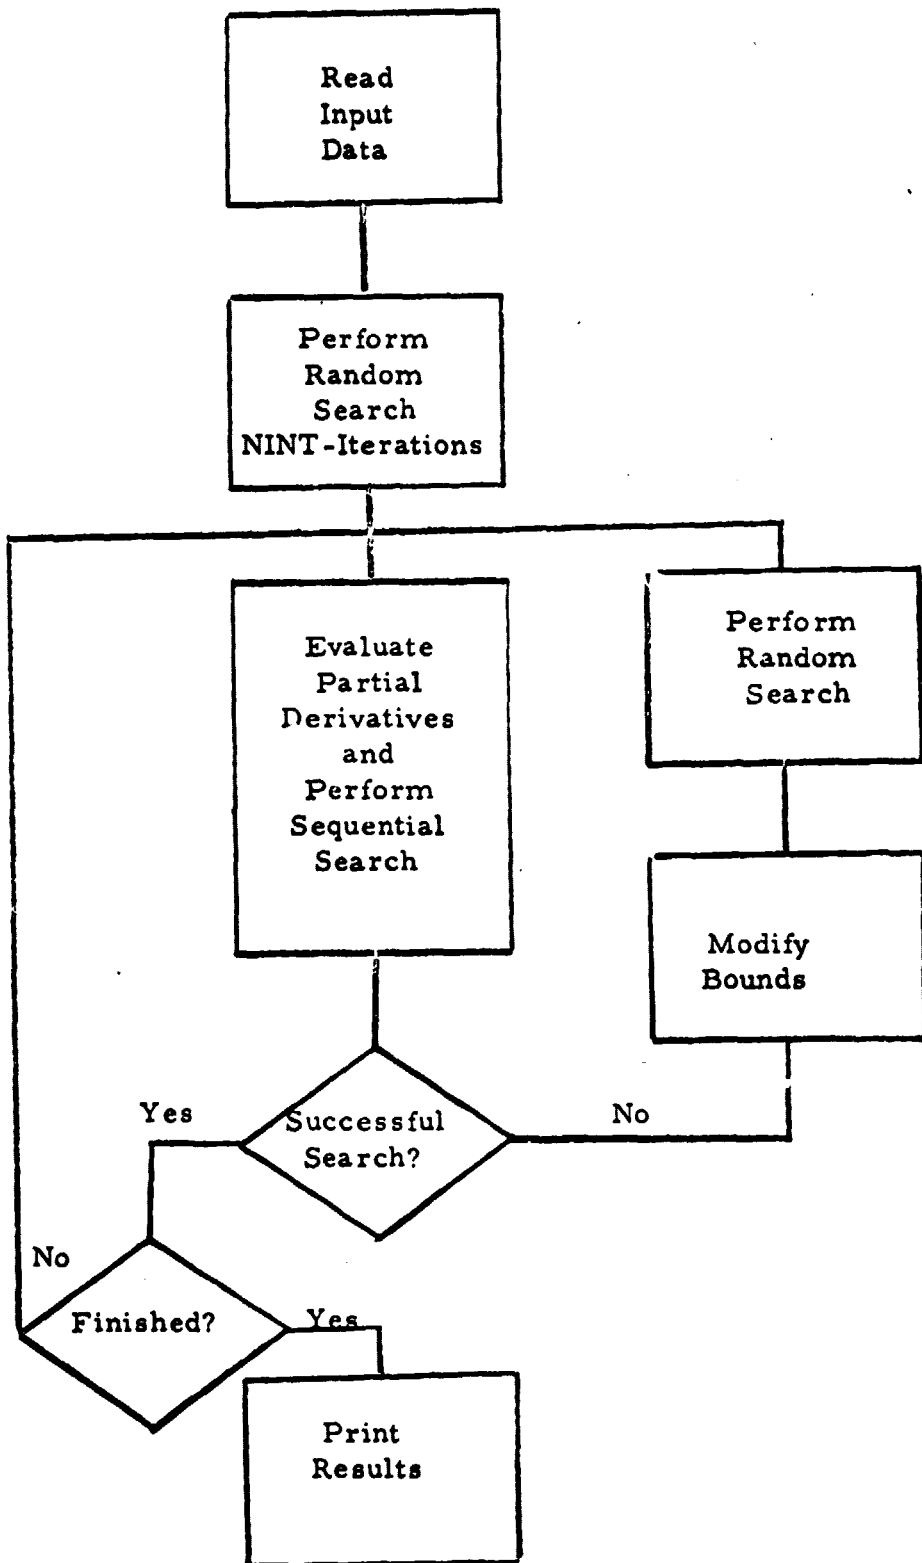 Read
Input
Data
Perform
Random
Search
NINT-Iterations
Evaluate
Partial
Derivatives
and
Perform
Sequential
Search
Perform
Random
Search
Modify
Bounds
Yes
Successful
Search?
No
No
Finished?
Yes
Print
Results